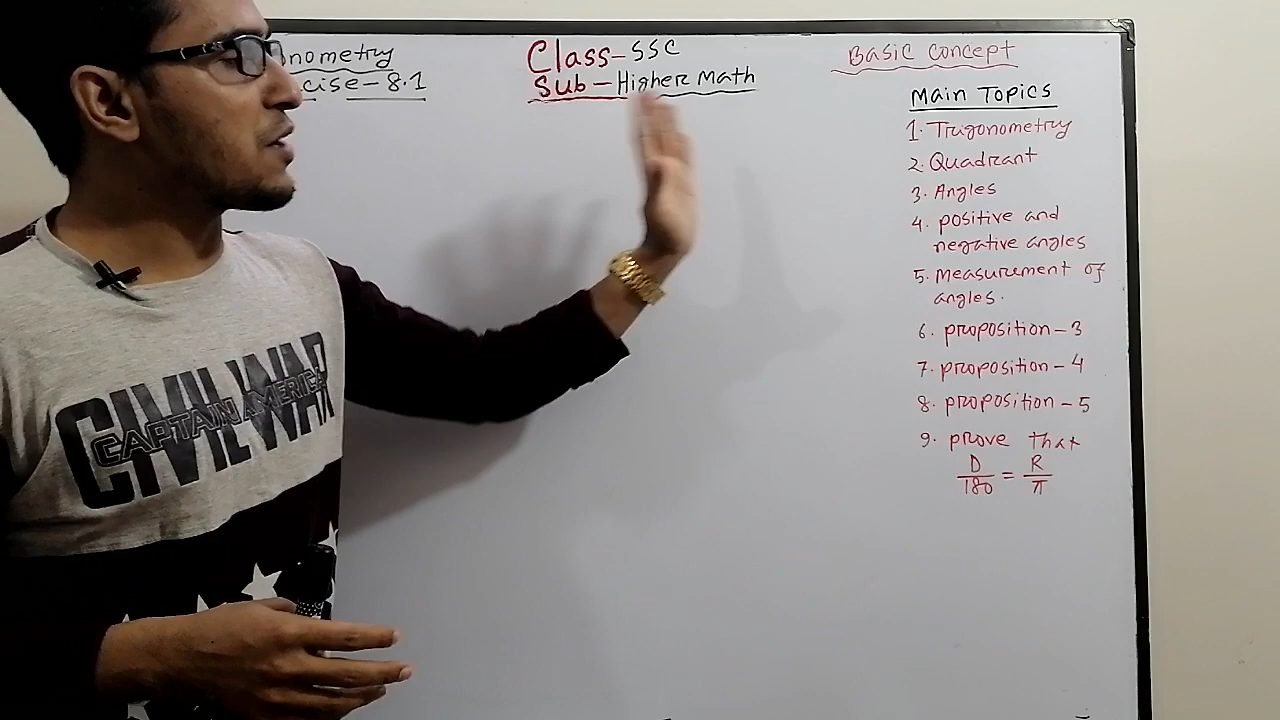 nometry
cise-8.1
Class-SSC
Sub-Higher Math
Basic Concept
Main Topics
1. Trigonometry
2. Quadrant
3. Angles
4. positive and
negative angles
5. measurement of
angles.
6. proposition-3
7. proposition-4
8. proposition-5
9. prove that
D/180 = R/π
CIVIL WAR
CAPTAIN AMERICA